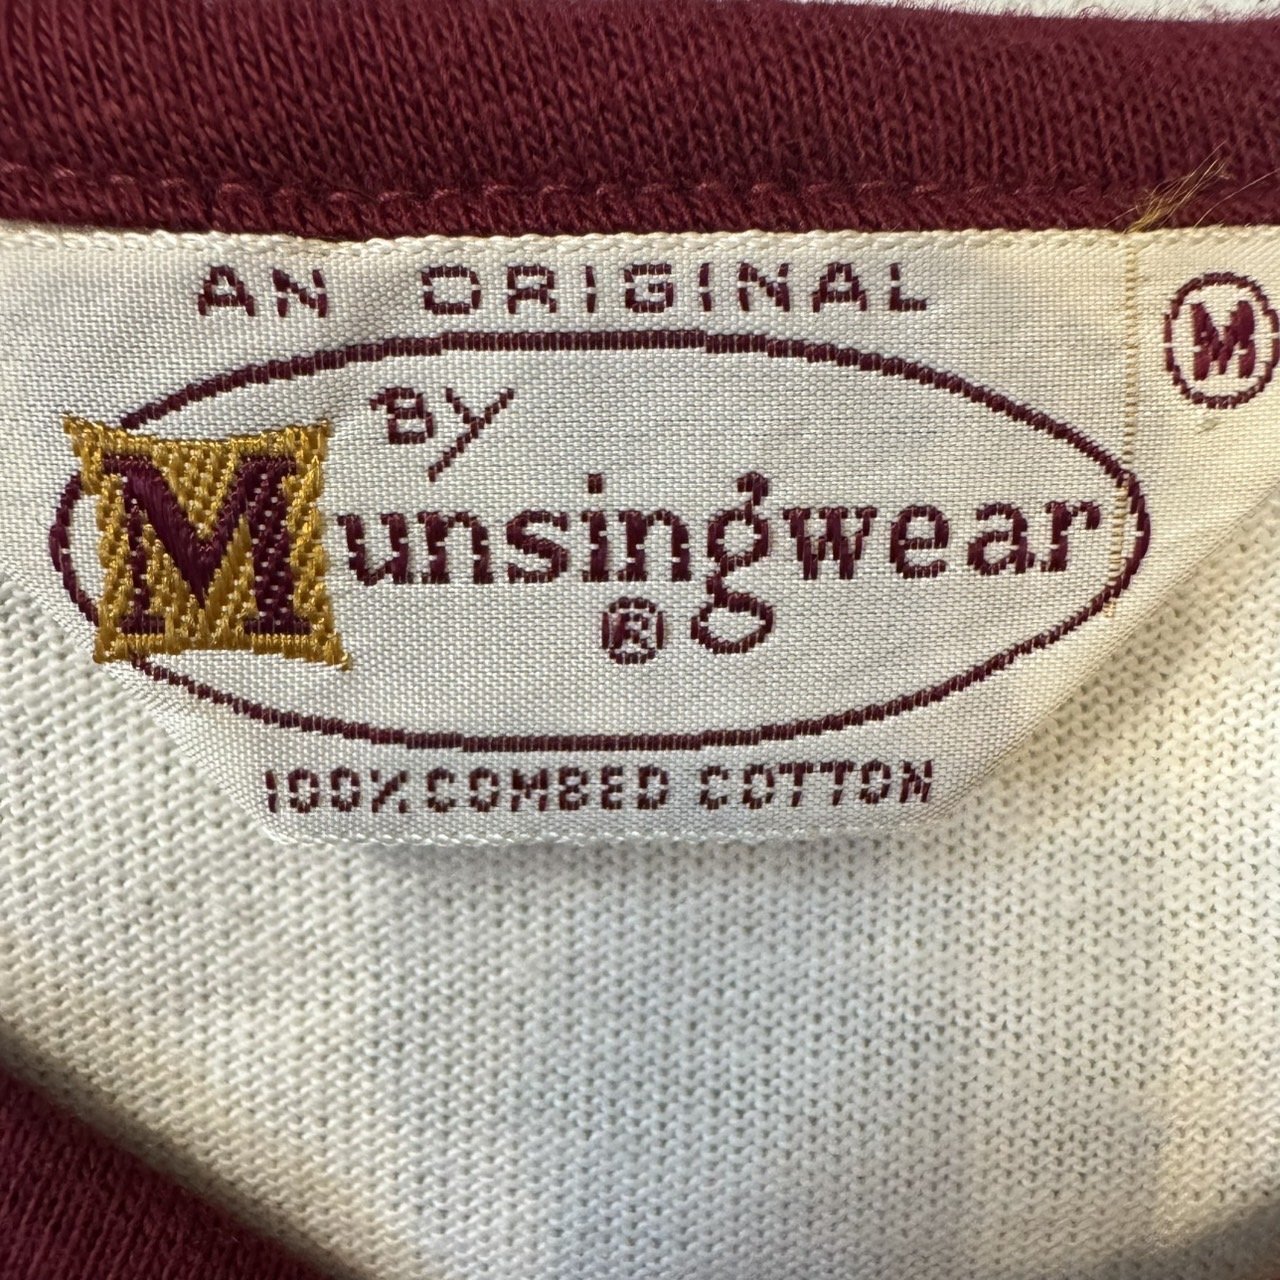 AN ORIGINAL
M
By
Munsingwear
®
100% COMBED COTTON